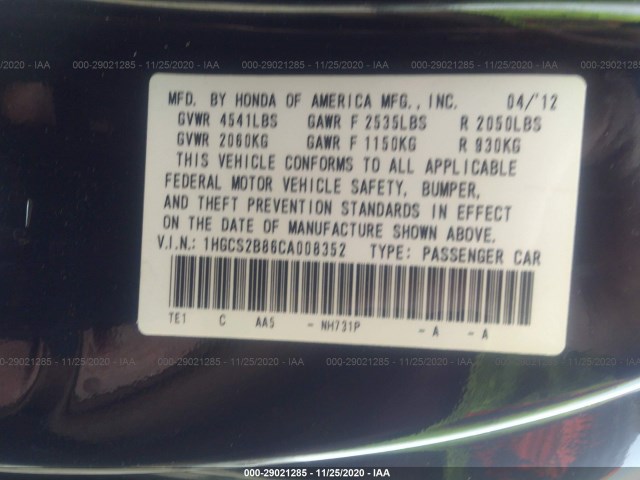 000-29021285 - 11/25/2020 - IAA
MFD. BY HONDA OF AMERICA MFG., INC. 04/'12
GVWR 4541LBS GAWR F 2535LBS R 2050LBS
GVWR 2060KG GAWR F 1150KG R 930KG
THIS VEHICLE CONFORMS TO ALL APPLICABLE
FEDERAL MOTOR VEHICLE SAFETY, BUMPER,
AND THEFT PREVENTION STANDARDS IN EFFECT
ON THE DATE OF MANUFACTURE SHOWN ABOVE.
V.I.N.: 1HGCS2B86CA008352 TYPE: PASSENGER CAR
TE1 C AA5 - NH731P - A - A
000-29021285 - 11/25/2020 - IAA